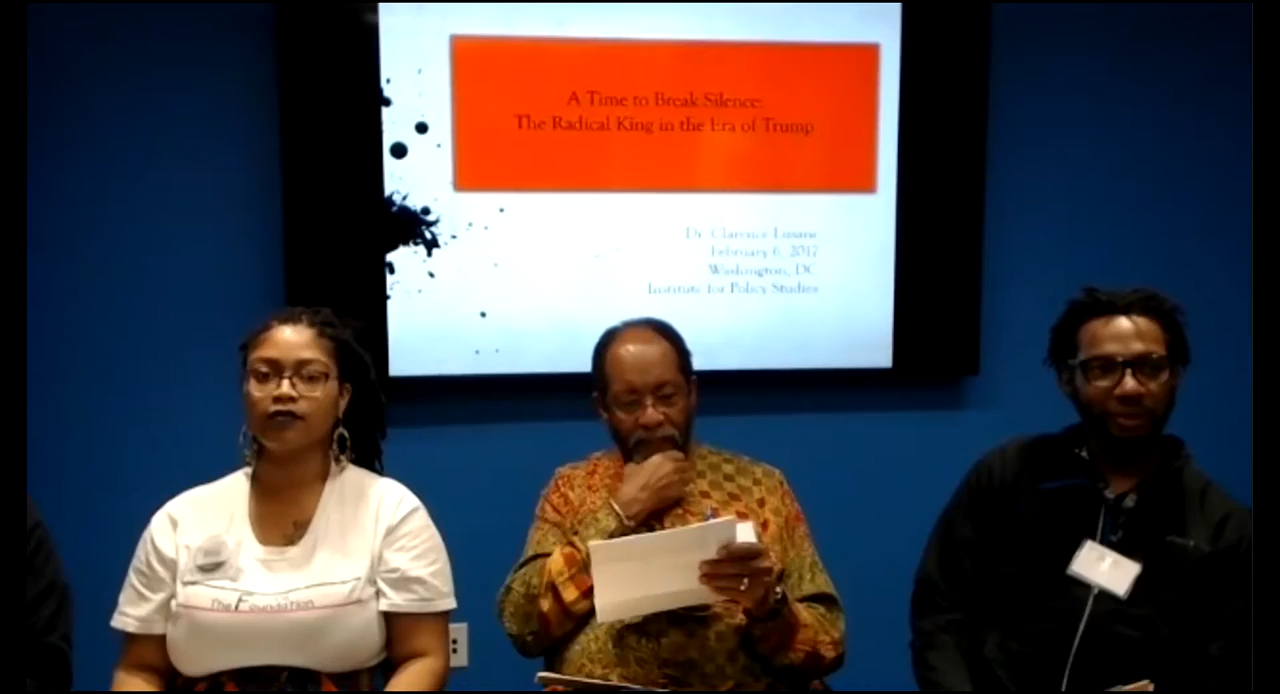 A Time to Break Silence:
The Radical King in the Era of Trump
Dr. Clarence Lusane
February 6, 2017
Washington, DC
Institute for Policy Studies
The Foundation